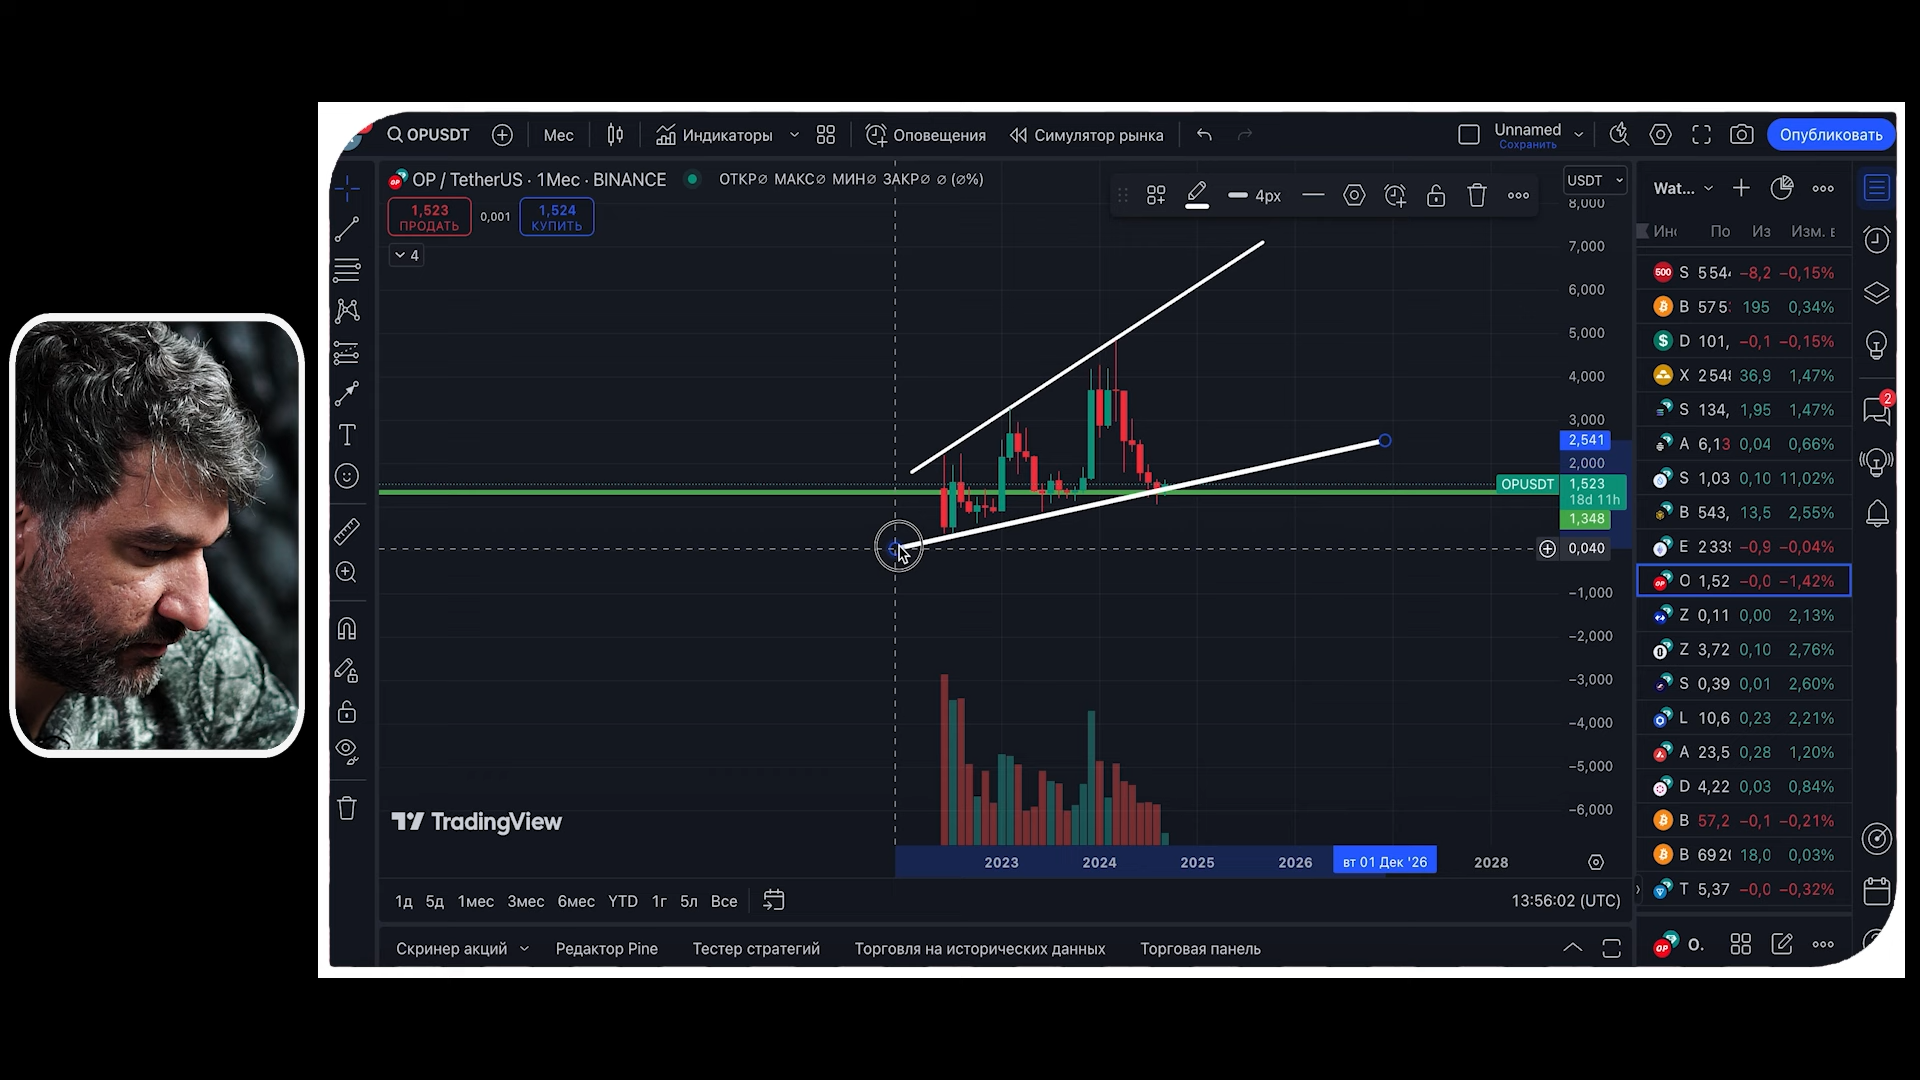 OPUSDT
Мес
Индикаторы
Оповещения
Симулятор рынка
Unnamed
Сохранить
Опубликовать
OP / TetherUS · 1Мес · BINANCE
ОТКР∅ МАКС∅ МИН∅ ЗАКР∅ ∅ (∅%)
1,523
ПРОДАТЬ
0,001
1,524
КУПИТЬ
4
4px
USDT
8,000
7,000
6,000
5,000
4,000
3,000
2,541
2,000
OPUSDT
1,523
18d 11h
1,348
0,040
−1,000
−2,000
−3,000
−4,000
−5,000
−6,000
TradingView
2023
2024
2025
2026
вт 01 Дек '26
2028
1д 5д 1мес 3мес 6мес YTD 1г 5л Все
13:56:02 (UTC)
Скринер акций
Редактор Pine
Тестер стратегий
Торговля на исторических данных
Торговая панель
Wat...
По Из Изм. в
500 S 554 −8,2 −0,15%
B 575 195 0,34%
D 101, −0,1 −0,15%
X 254 36,9 1,47%
S 134, 1,95 1,47%
A 6,13 0,04 0,66%
S 1,03 0,10 11,02%
B 543, 13,5 2,55%
E 233 −0,9 −0,04%
OP O 1,52 −0,0 −1,42%
Z 0,11 0,00 2,13%
Z 3,72 0,10 2,76%
S 0,39 0,01 2,60%
L 10,6 0,23 2,21%
A 23,5 0,28 1,20%
D 4,22 0,03 0,84%
B 57,2 −0,1 −0,21%
B 692 18,0 0,03%
T 5,37 −0,0 −0,32%
OP O.
2